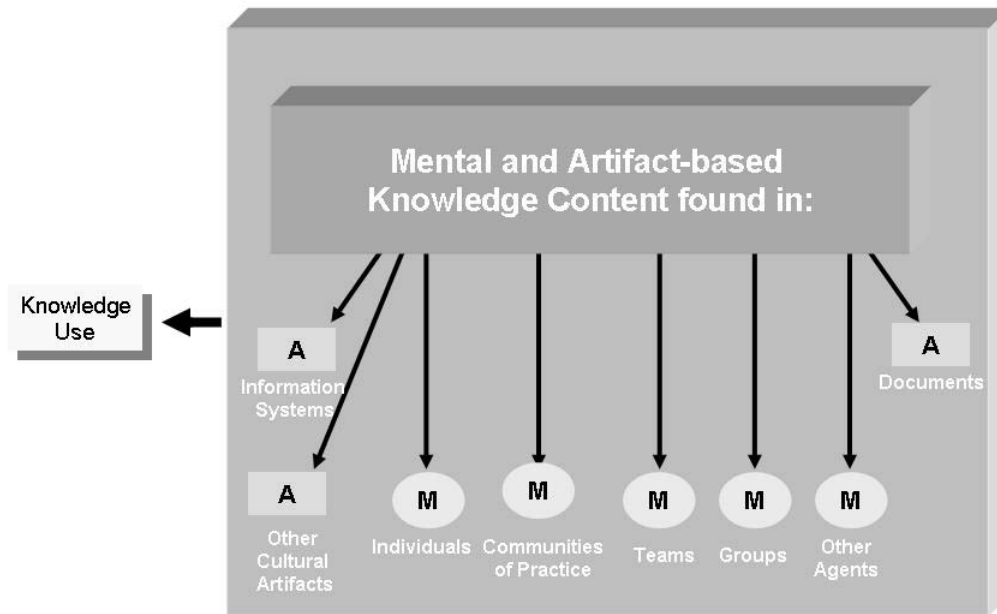 Mental and Artifact-based
Knowledge Content found in:
Knowledge
Use
A
Information
Systems
A
Documents
A
Other
Cultural
Artifacts
M
Individuals
M
Communities
of Practice
M
Teams
M
Groups
M
Other
Agents